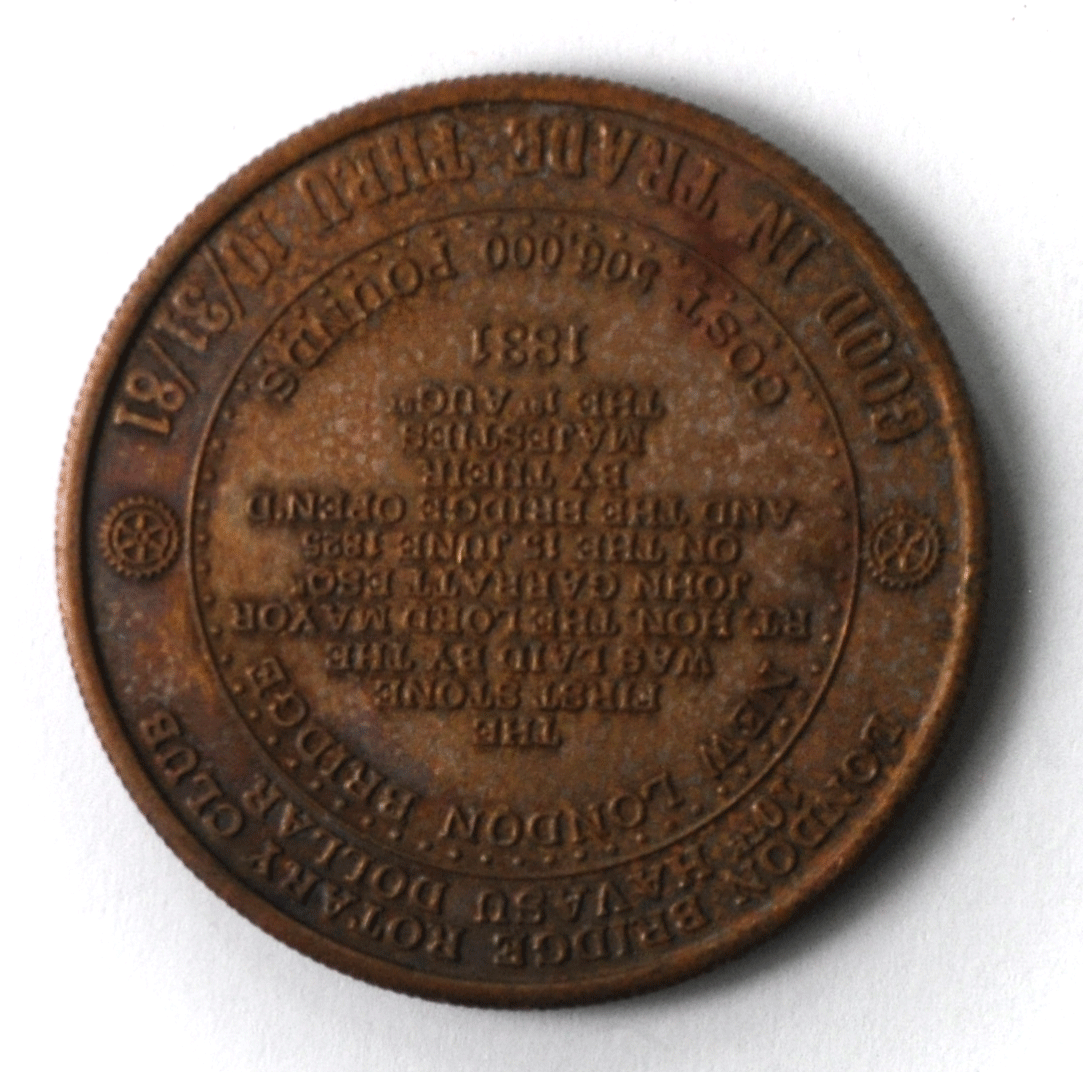 LONDON BRIDGE ROTARY CLUB
10TH HAVASU DOLLAR
NEW LONDON BRIDGE
THE
FIRST STONE
WAS LAID BY THE
RT. HON. THE LORD MAYOR
JOHN GARRATT ESQR
ON THE 15 JUNE 1825
AND THE BRIDGE OPEN'D
BY THEIR
MAJESTIES
THE 1ST AUGT
1831
COST 506,000 POUNDS
GOOD IN TRADE THRU 10/31/81